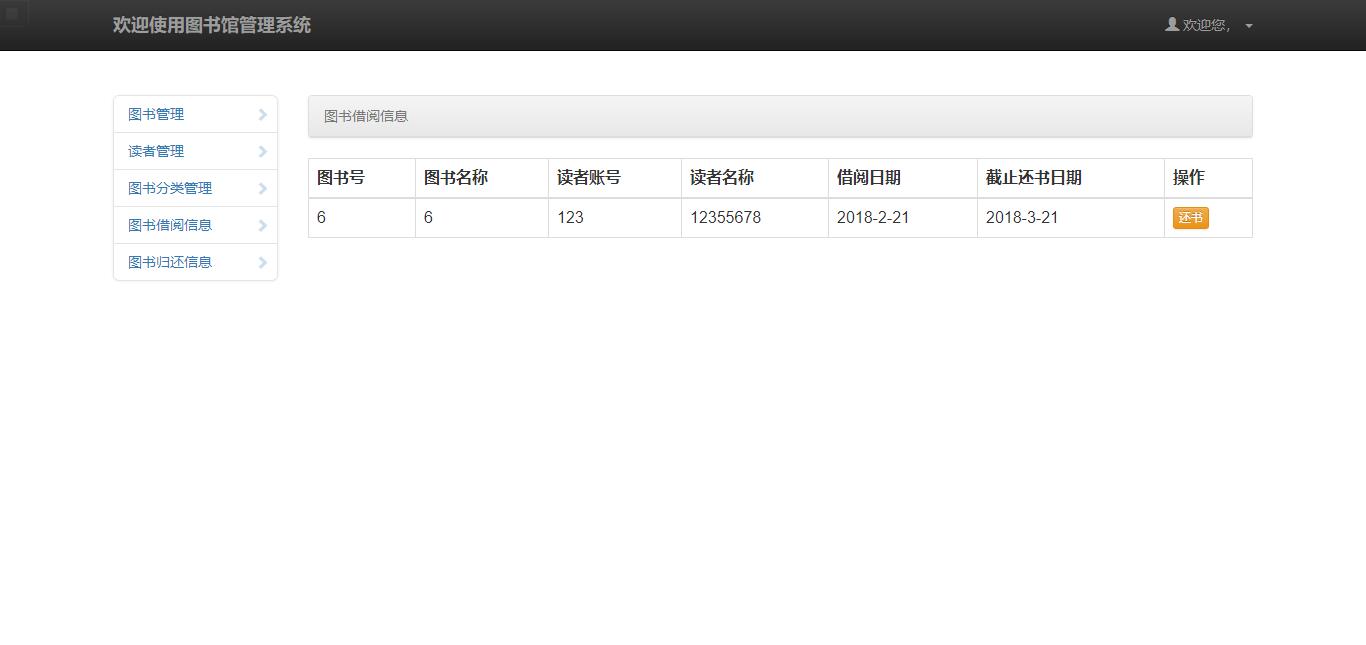 欢迎使用图书馆管理系统 欢迎您,
图书管理
读者管理
图书分类管理
图书借阅信息
图书归还信息
图书借阅信息
图书号 图书名称 读者账号 读者名称 借阅日期 截止还书日期 操作
6 6 123 12355678 2018-2-21 2018-3-21 还书